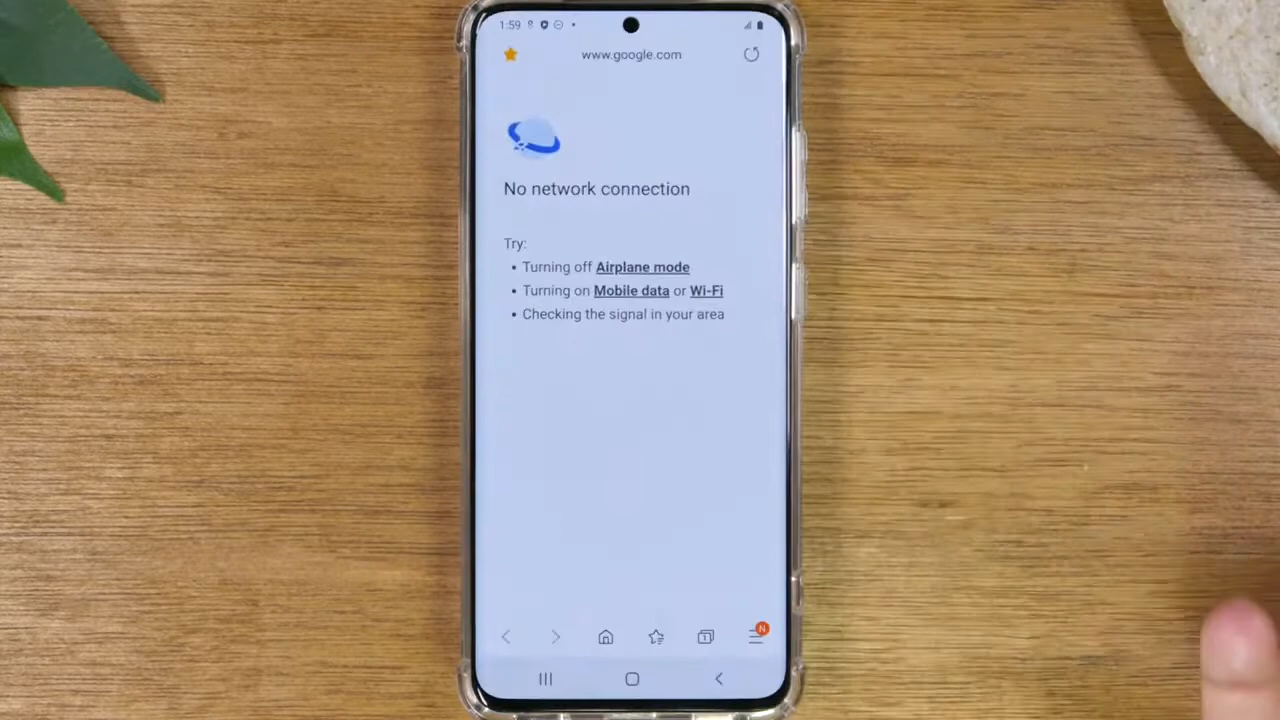 1:59
www.google.com
No network connection
Try:
• Turning off Airplane mode
• Turning on Mobile data or Wi-Fi
• Checking the signal in your area
1
N